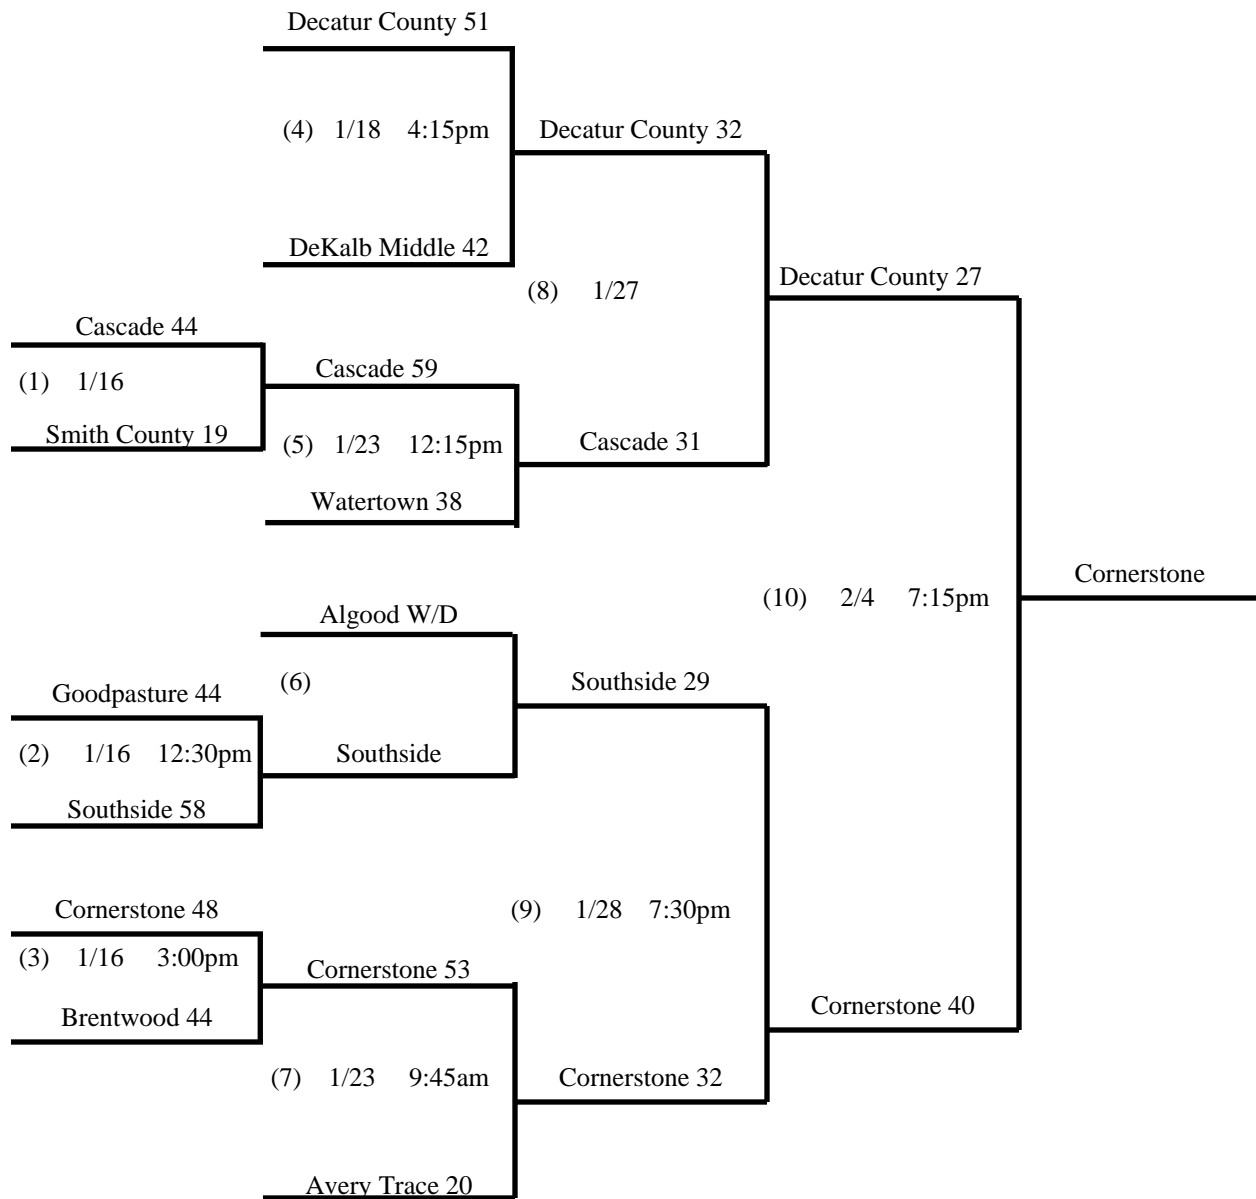 Decatur County 51
(4) 1/18 4:15pm
Decatur County 32
DeKalb Middle 42
(8) 1/27
Decatur County 27
Cascade 44
(1) 1/16
Cascade 59
Smith County 19
(5) 1/23 12:15pm
Cascade 31
Watertown 38
(10) 2/4 7:15pm
Cornerstone
Algood W/D
(6)
Southside 29
Goodpasture 44
(2) 1/16 12:30pm
Southside
Southside 58
Cornerstone 48
(9) 1/28 7:30pm
(3) 1/16 3:00pm
Cornerstone 53
Brentwood 44
Cornerstone 40
(7) 1/23 9:45am
Cornerstone 32
Avery Trace 20